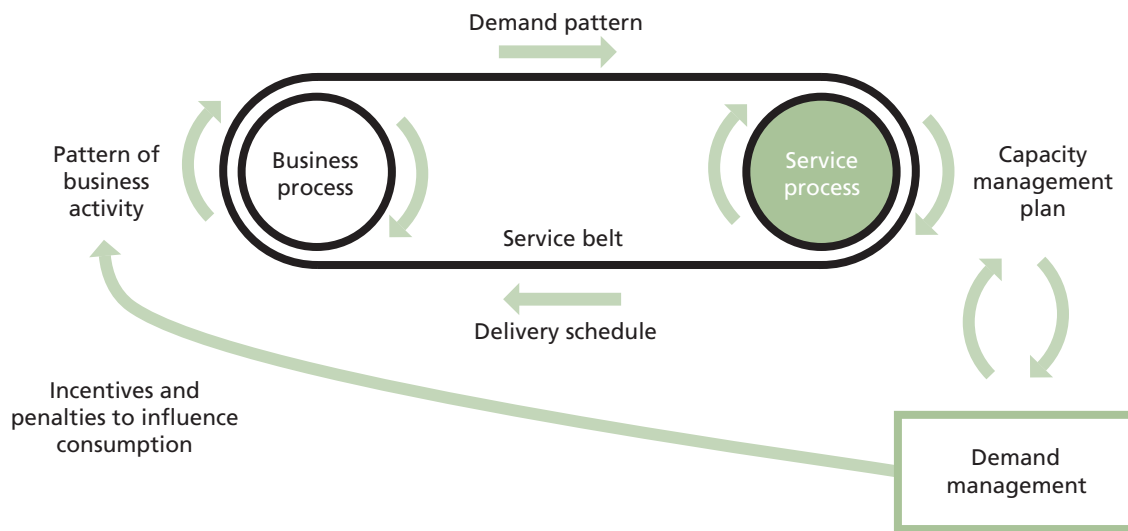 Demand pattern
Pattern of
business
activity
Business
process
Service
process
Capacity
management
plan
Service belt
Delivery schedule
Incentives and
penalties to influence
consumption
Demand
management